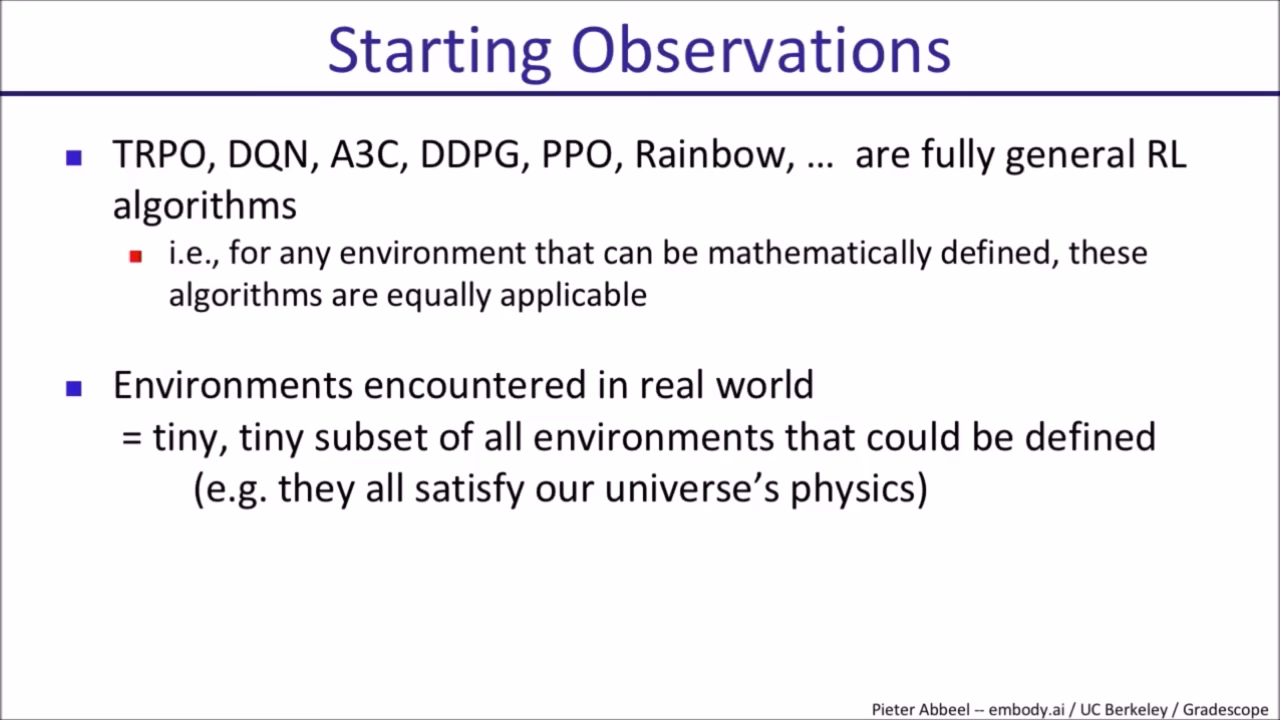 Starting Observations
TRPO, DQN, A3C, DDPG, PPO, Rainbow, … are fully general RL
algorithms
i.e., for any environment that can be mathematically defined, these
algorithms are equally applicable
Environments encountered in real world
= tiny, tiny subset of all environments that could be defined
(e.g. they all satisfy our universe’s physics)
Pieter Abbeel -- embody.ai / UC Berkeley / Gradescope